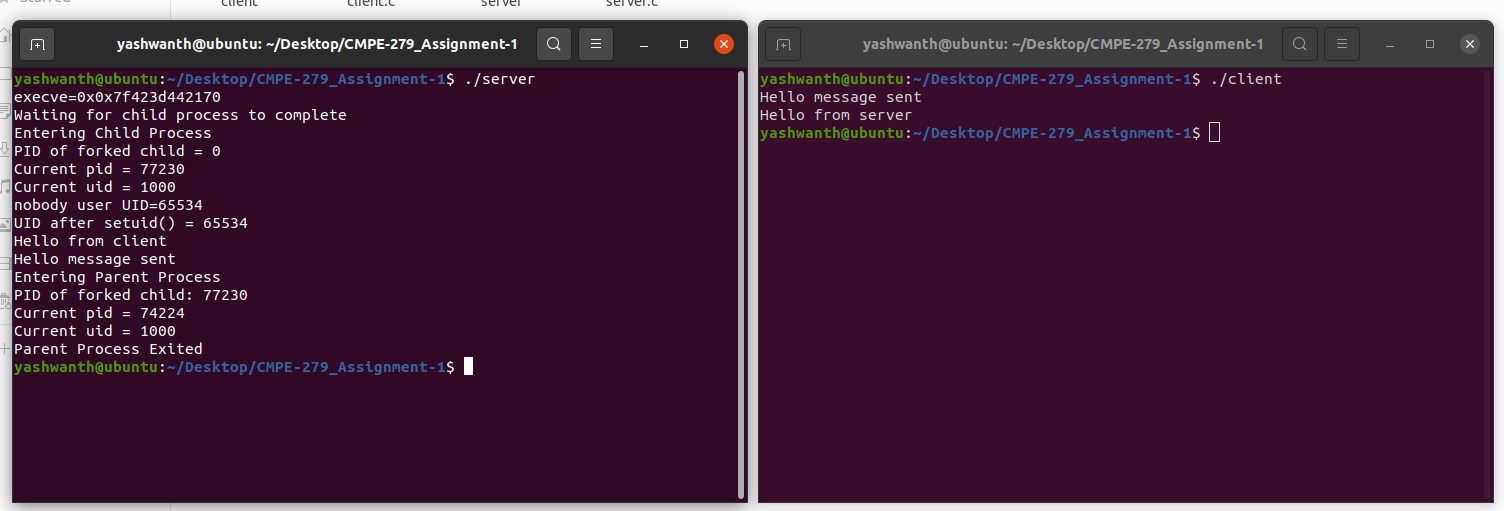 Starred
client client.c server server.c
yashwanth@ubuntu: ~/Desktop/CMPE-279_Assignment-1
yashwanth@ubuntu:~/Desktop/CMPE-279_Assignment-1$ ./server
execve=0x0x7f423d442170
Waiting for child process to complete
Entering Child Process
PID of forked child = 0
Current pid = 77230
Current uid = 1000
nobody user UID=65534
UID after setuid() = 65534
Hello from client
Hello message sent
Entering Parent Process
PID of forked child: 77230
Current pid = 74224
Current uid = 1000
Parent Process Exited
yashwanth@ubuntu:~/Desktop/CMPE-279_Assignment-1$
yashwanth@ubuntu: ~/Desktop/CMPE-279_Assignment-1
yashwanth@ubuntu:~/Desktop/CMPE-279_Assignment-1$ ./client
Hello message sent
Hello from server
yashwanth@ubuntu:~/Desktop/CMPE-279_Assignment-1$